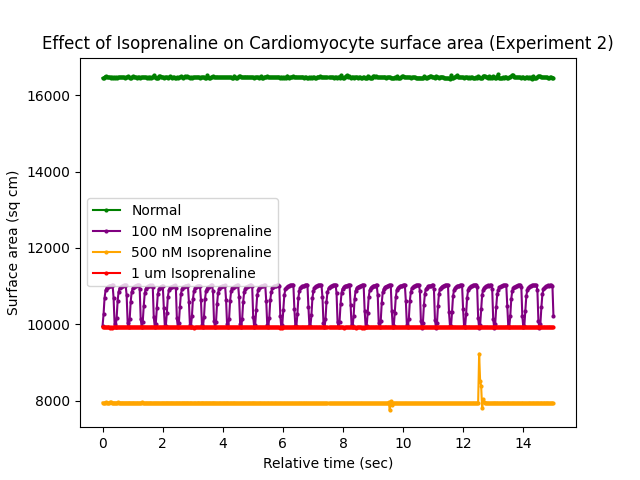 Effect of Isoprenaline on Cardiomyocyte surface area (Experiment 2)
Surface area (sq cm)
16000
14000
12000
10000
8000
Normal
100 nM Isoprenaline
500 nM Isoprenaline
1 um Isoprenaline
0 2 4 6 8 10 12 14
Relative time (sec)